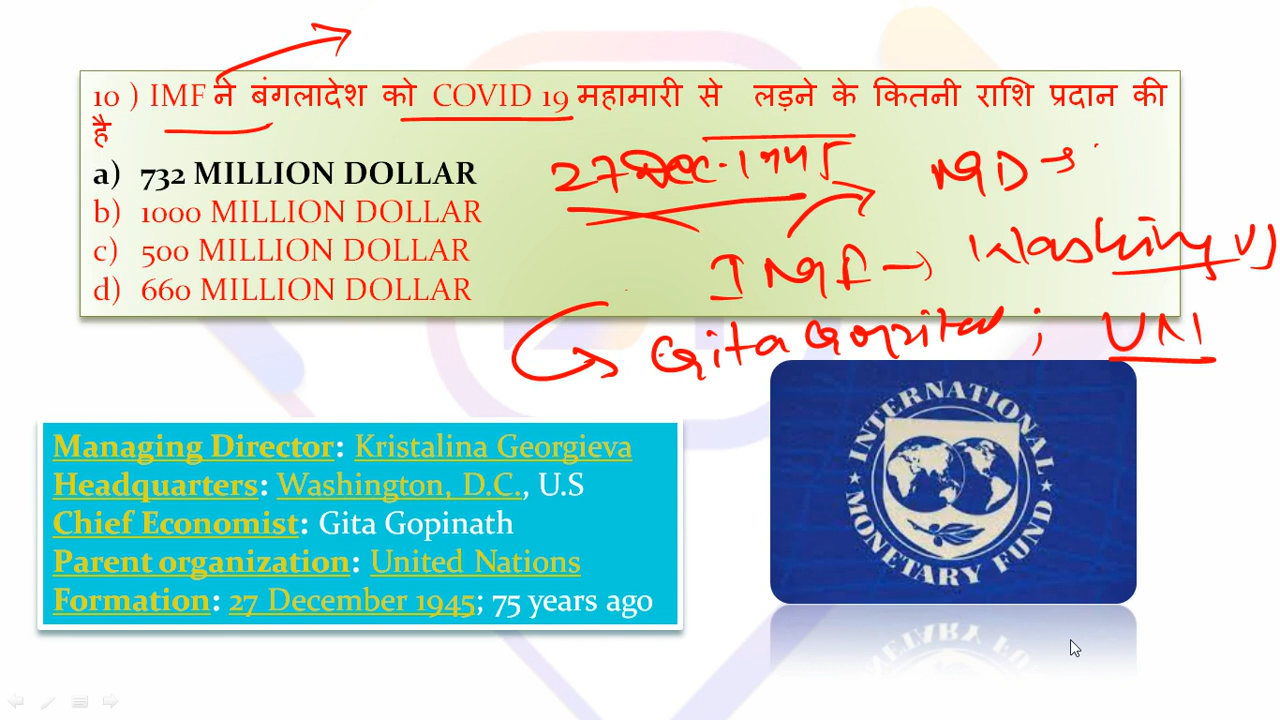 10 ) IMF ने बंगलादेश को COVID 19 महामारी से लड़ने के कितनी राशि प्रदान की
है
a) 732 MILLION DOLLAR
b) 1000 MILLION DOLLAR
c) 500 MILLION DOLLAR
d) 660 MILLION DOLLAR
27 Dec. 1945
MD →
IMF → Washing
Gita Gopinath ; UN
Managing Director: Kristalina Georgieva
Headquarters: Washington, D.C., U.S
Chief Economist: Gita Gopinath
Parent organization: United Nations
Formation: 27 December 1945; 75 years ago
INTERNATIONAL
MONETARY FUND